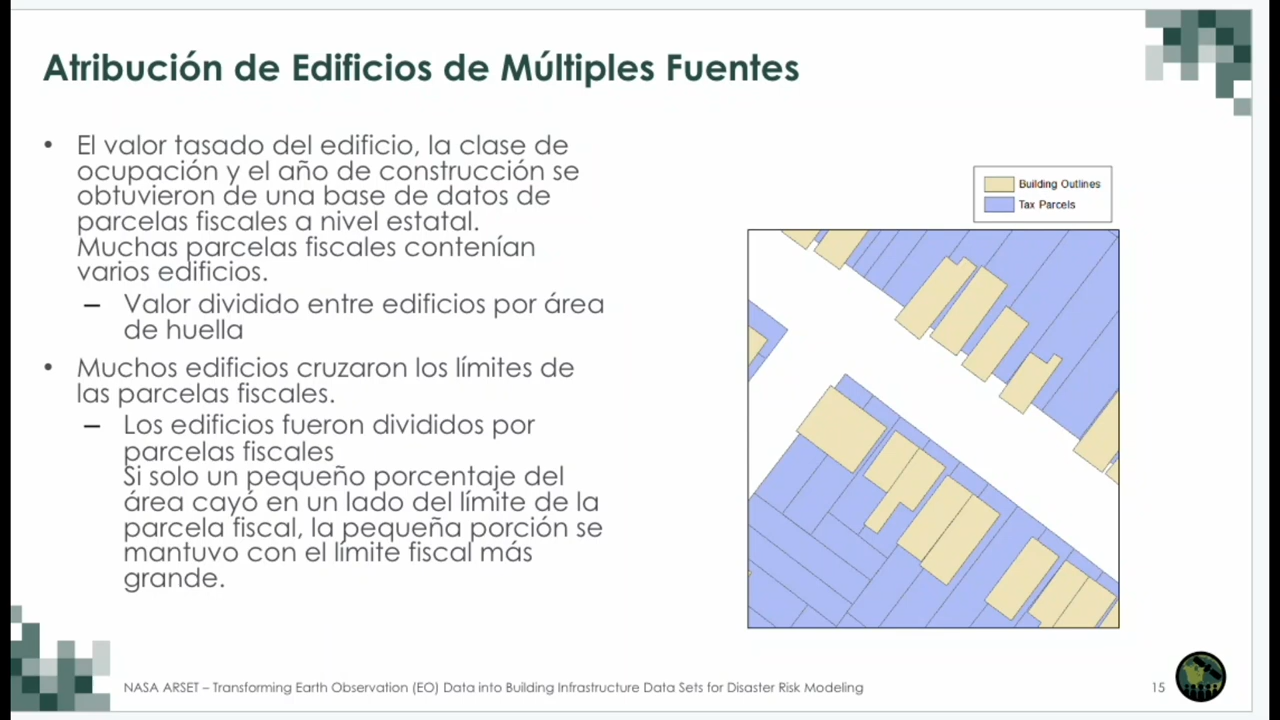 Atribución de Edificios de Múltiples Fuentes
• El valor tasado del edificio, la clase de
ocupación y el año de construcción se
obtuvieron de una base de datos de
parcelas fiscales a nivel estatal.
Muchas parcelas fiscales contenían
varios edificios.
– Valor dividido entre edificios por área
de huella
• Muchos edificios cruzaron los límites de
las parcelas fiscales.
– Los edificios fueron divididos por
parcelas fiscales
Si solo un pequeño porcentaje del
área cayó en un lado del límite de la
parcela fiscal, la pequeña porción se
mantuvo con el límite fiscal más
grande.
Building Outlines
Tax Parcels
NASA ARSET – Transforming Earth Observation (EO) Data into Building Infrastructure Data Sets for Disaster Risk Modeling
15